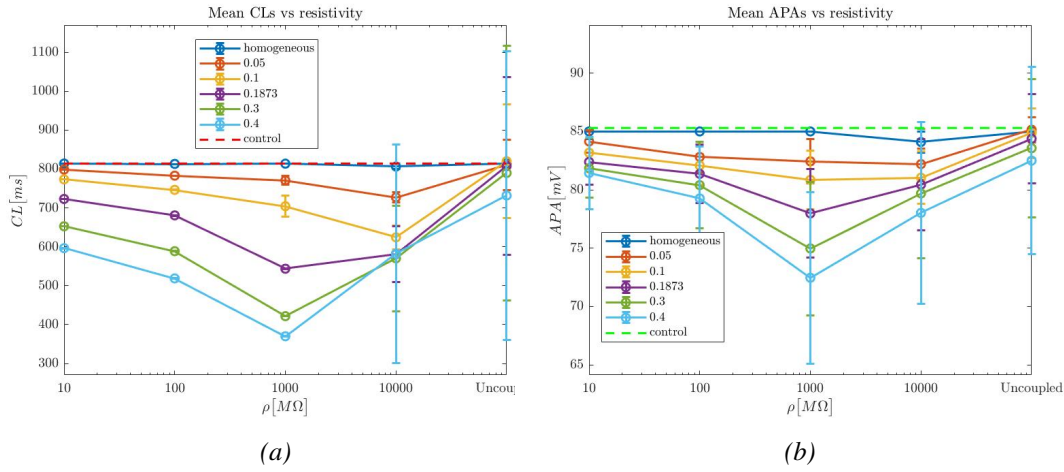 Mean CLs vs resistivity
1100
1000
900
800
700
600
500
400
300
CL[ms]
homogeneous
0.05
0.1
0.1873
0.3
0.4
control
10
100
1000
10000
Uncoupled
ρ[MΩ]
(a)
Mean APAs vs resistivity
90
85
80
75
70
65
APA[mV]
homogeneous
0.05
0.1
0.1873
0.3
0.4
control
10
100
1000
10000
Uncoupled
ρ[MΩ]
(b)